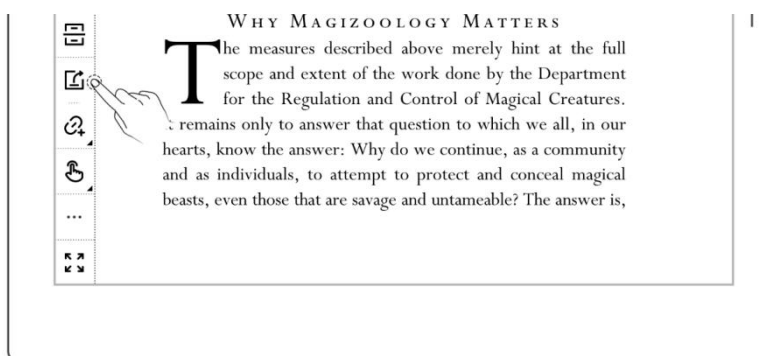 WHY MAGIZOOLOGY MATTERS
The measures described above merely hint at the full
scope and extent of the work done by the Department
for the Regulation and Control of Magical Creatures.
t remains only to answer that question to which we all, in our
hearts, know the answer: Why do we continue, as a community
and as individuals, to attempt to protect and conceal magical
beasts, even those that are savage and untameable? The answer is,